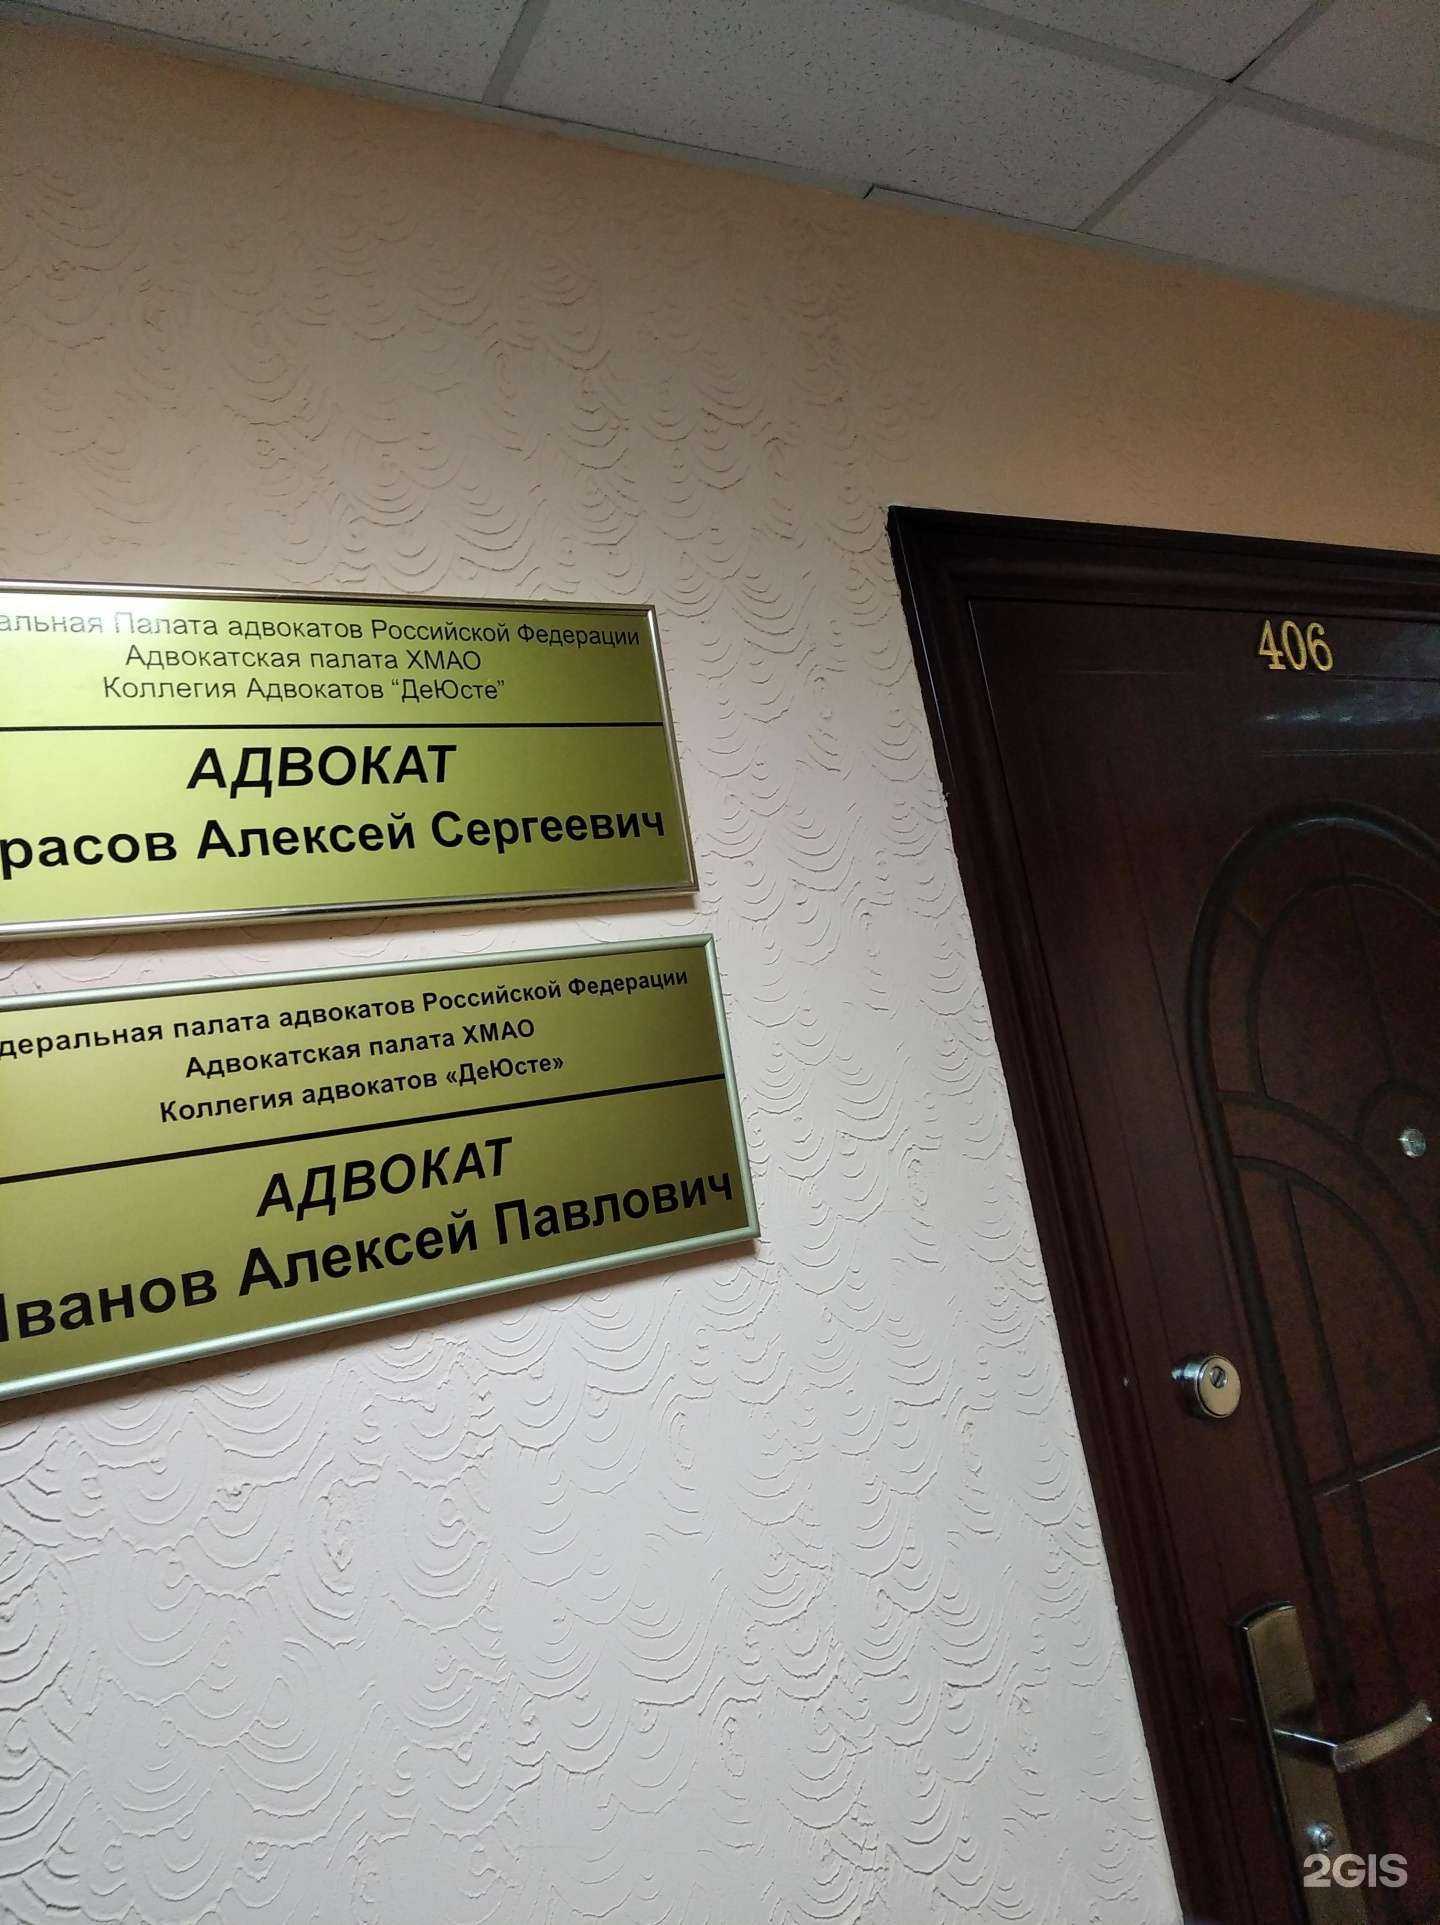 альная Палата адвокатов Российской Федерации
Адвокатская палата ХМАО
Коллегия Адвокатов “ДеЮсте”
АДВОКАТ
расов Алексей Сергеевич
деральная палата адвокатов Российской Федерации
Адвокатская палата ХМАО
Коллегия адвокатов «ДеЮсте»
АДВОКАТ
Иванов Алексей Павлович
406
2GIS